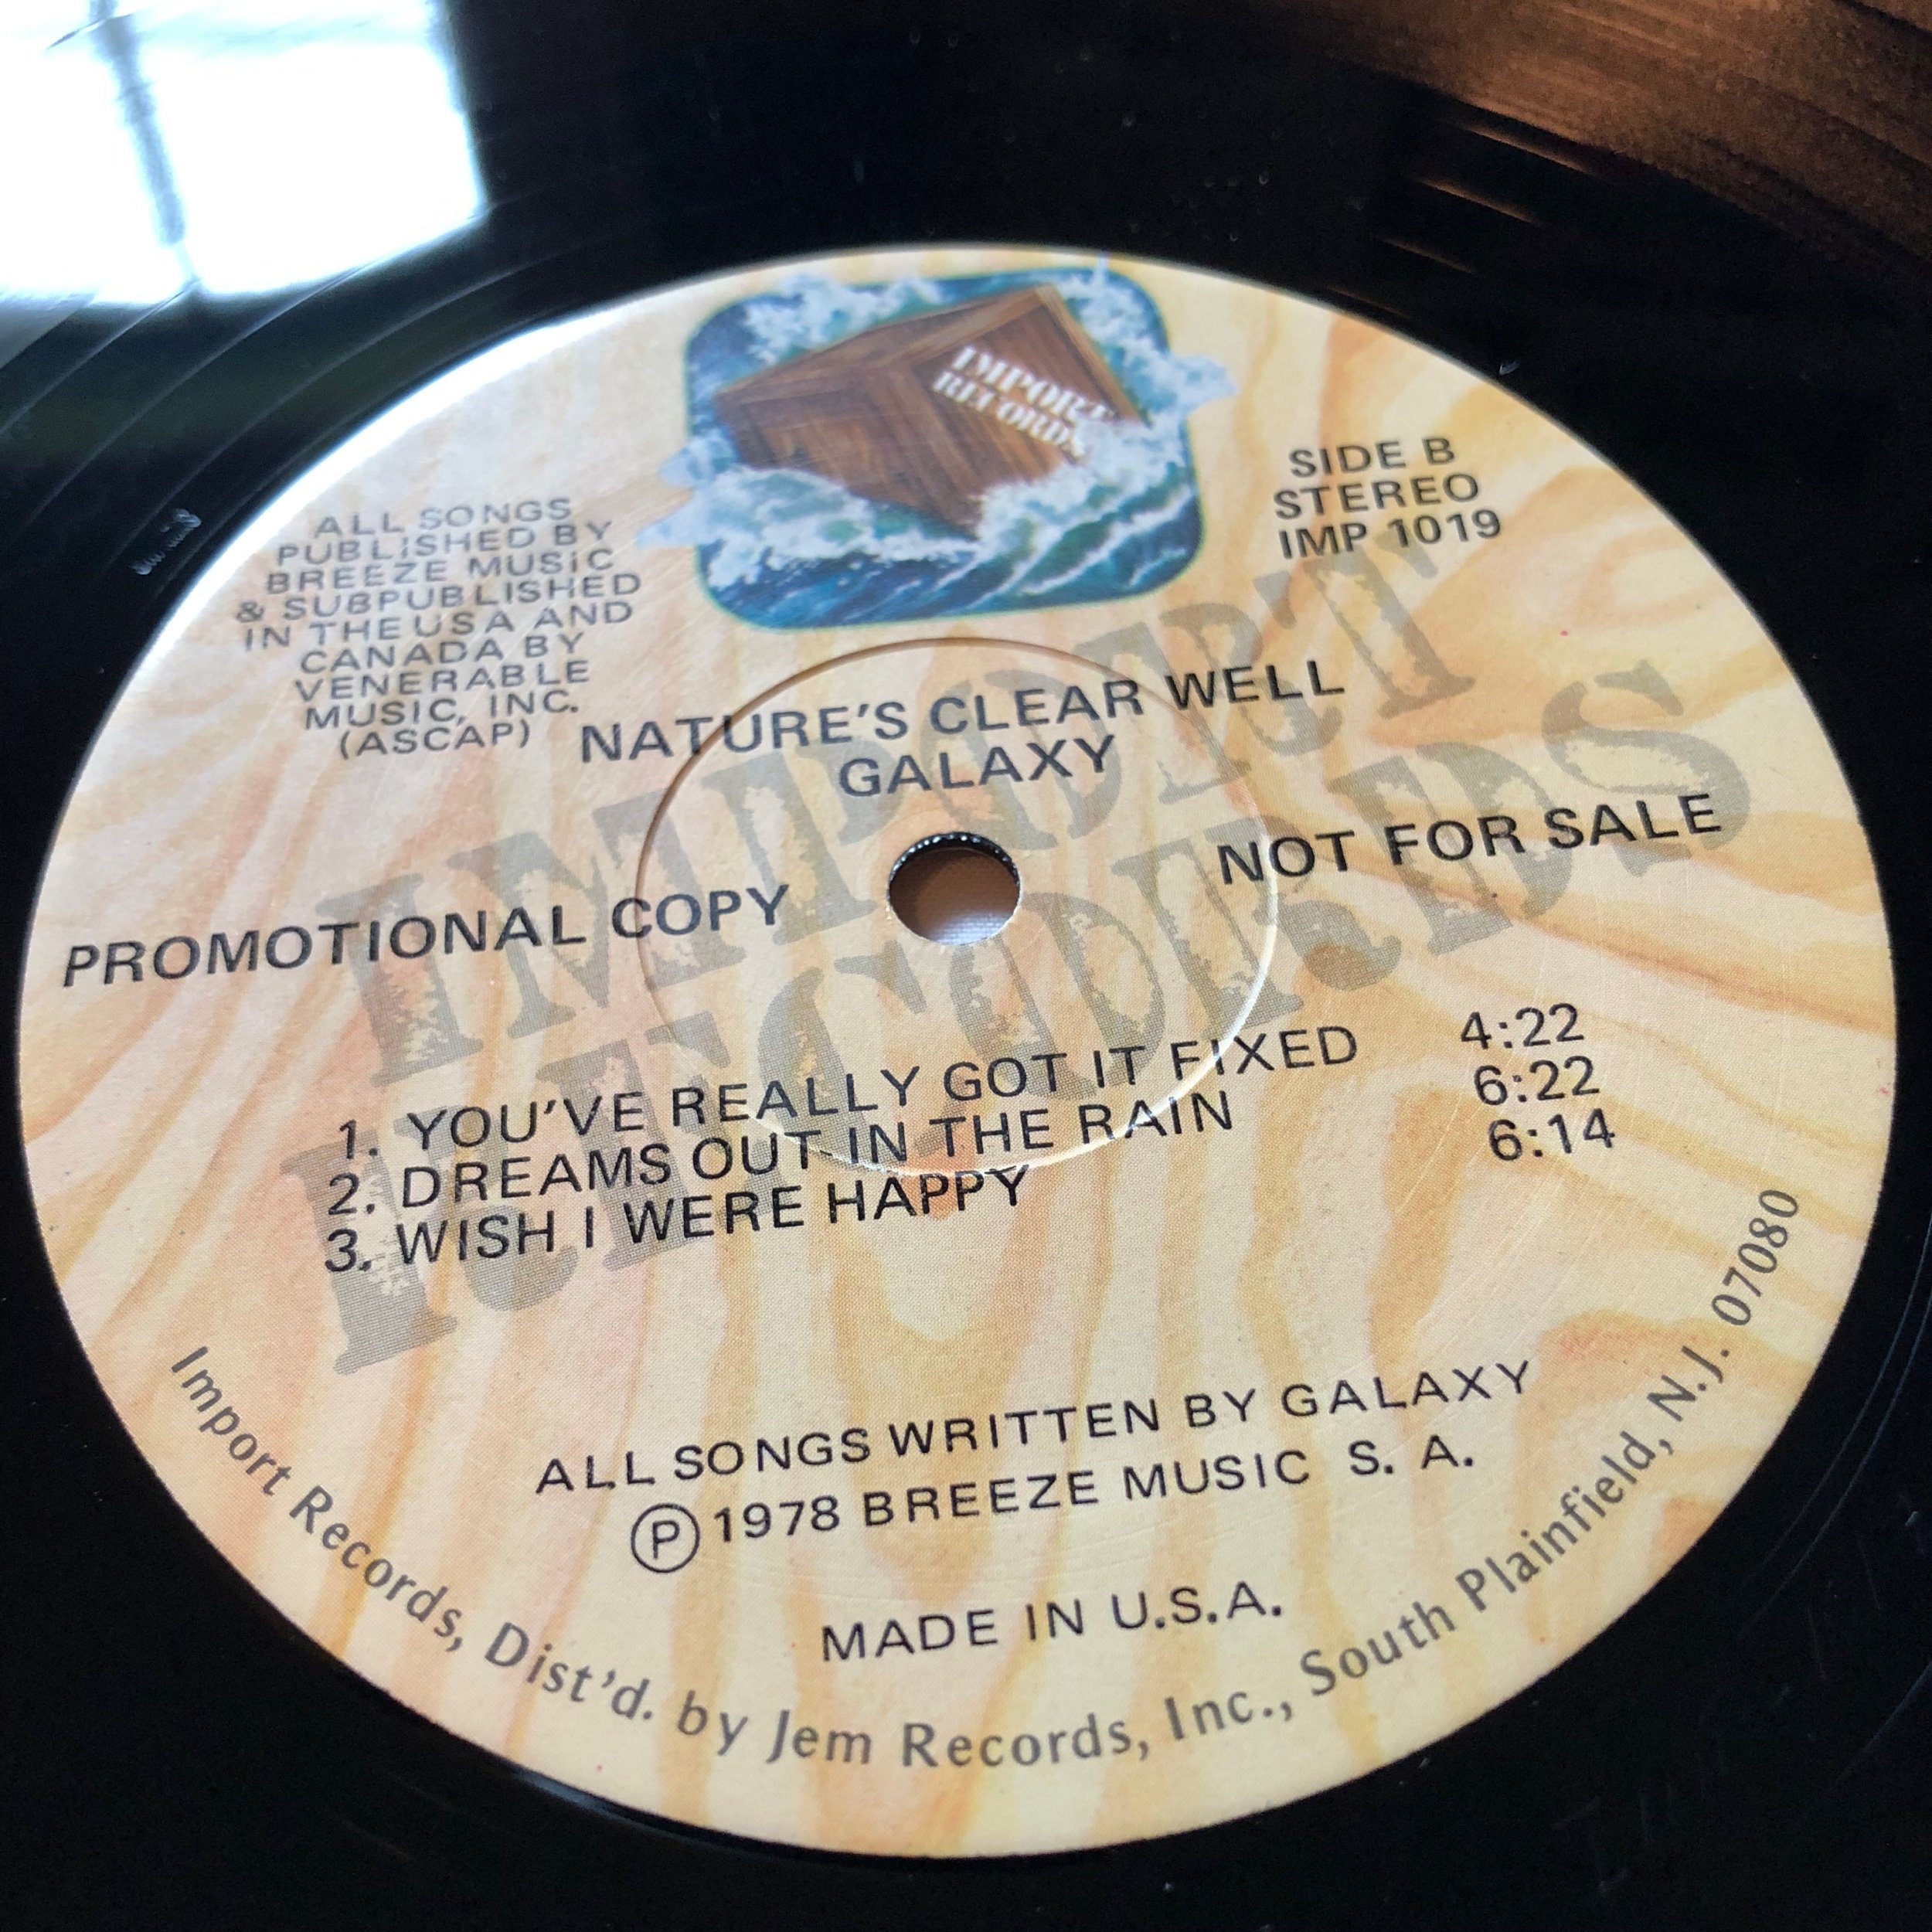 IMPORT
RECORDS
SIDE B
STEREO
IMP 1019
ALL SONGS
PUBLISHED BY
BREEZE MUSIC
& SUBPUBLISHED
IN THE USA AND
CANADA BY
VENERABLE
MUSIC, INC.
(ASCAP)
NATURE'S CLEAR WELL
GALAXY
IMPORT
RECORDS
PROMOTIONAL COPY NOT FOR SALE
1. YOU'VE REALLY GOT IT FIXED 4:22
2. DREAMS OUT IN THE RAIN 6:22
3. WISH I WERE HAPPY 6:14
ALL SONGS WRITTEN BY GALAXY
Ⓟ 1978 BREEZE MUSIC S. A.
MADE IN U.S.A.
Import Records, Dist'd. by Jem Records, Inc., South Plainfield, N.J. 07080